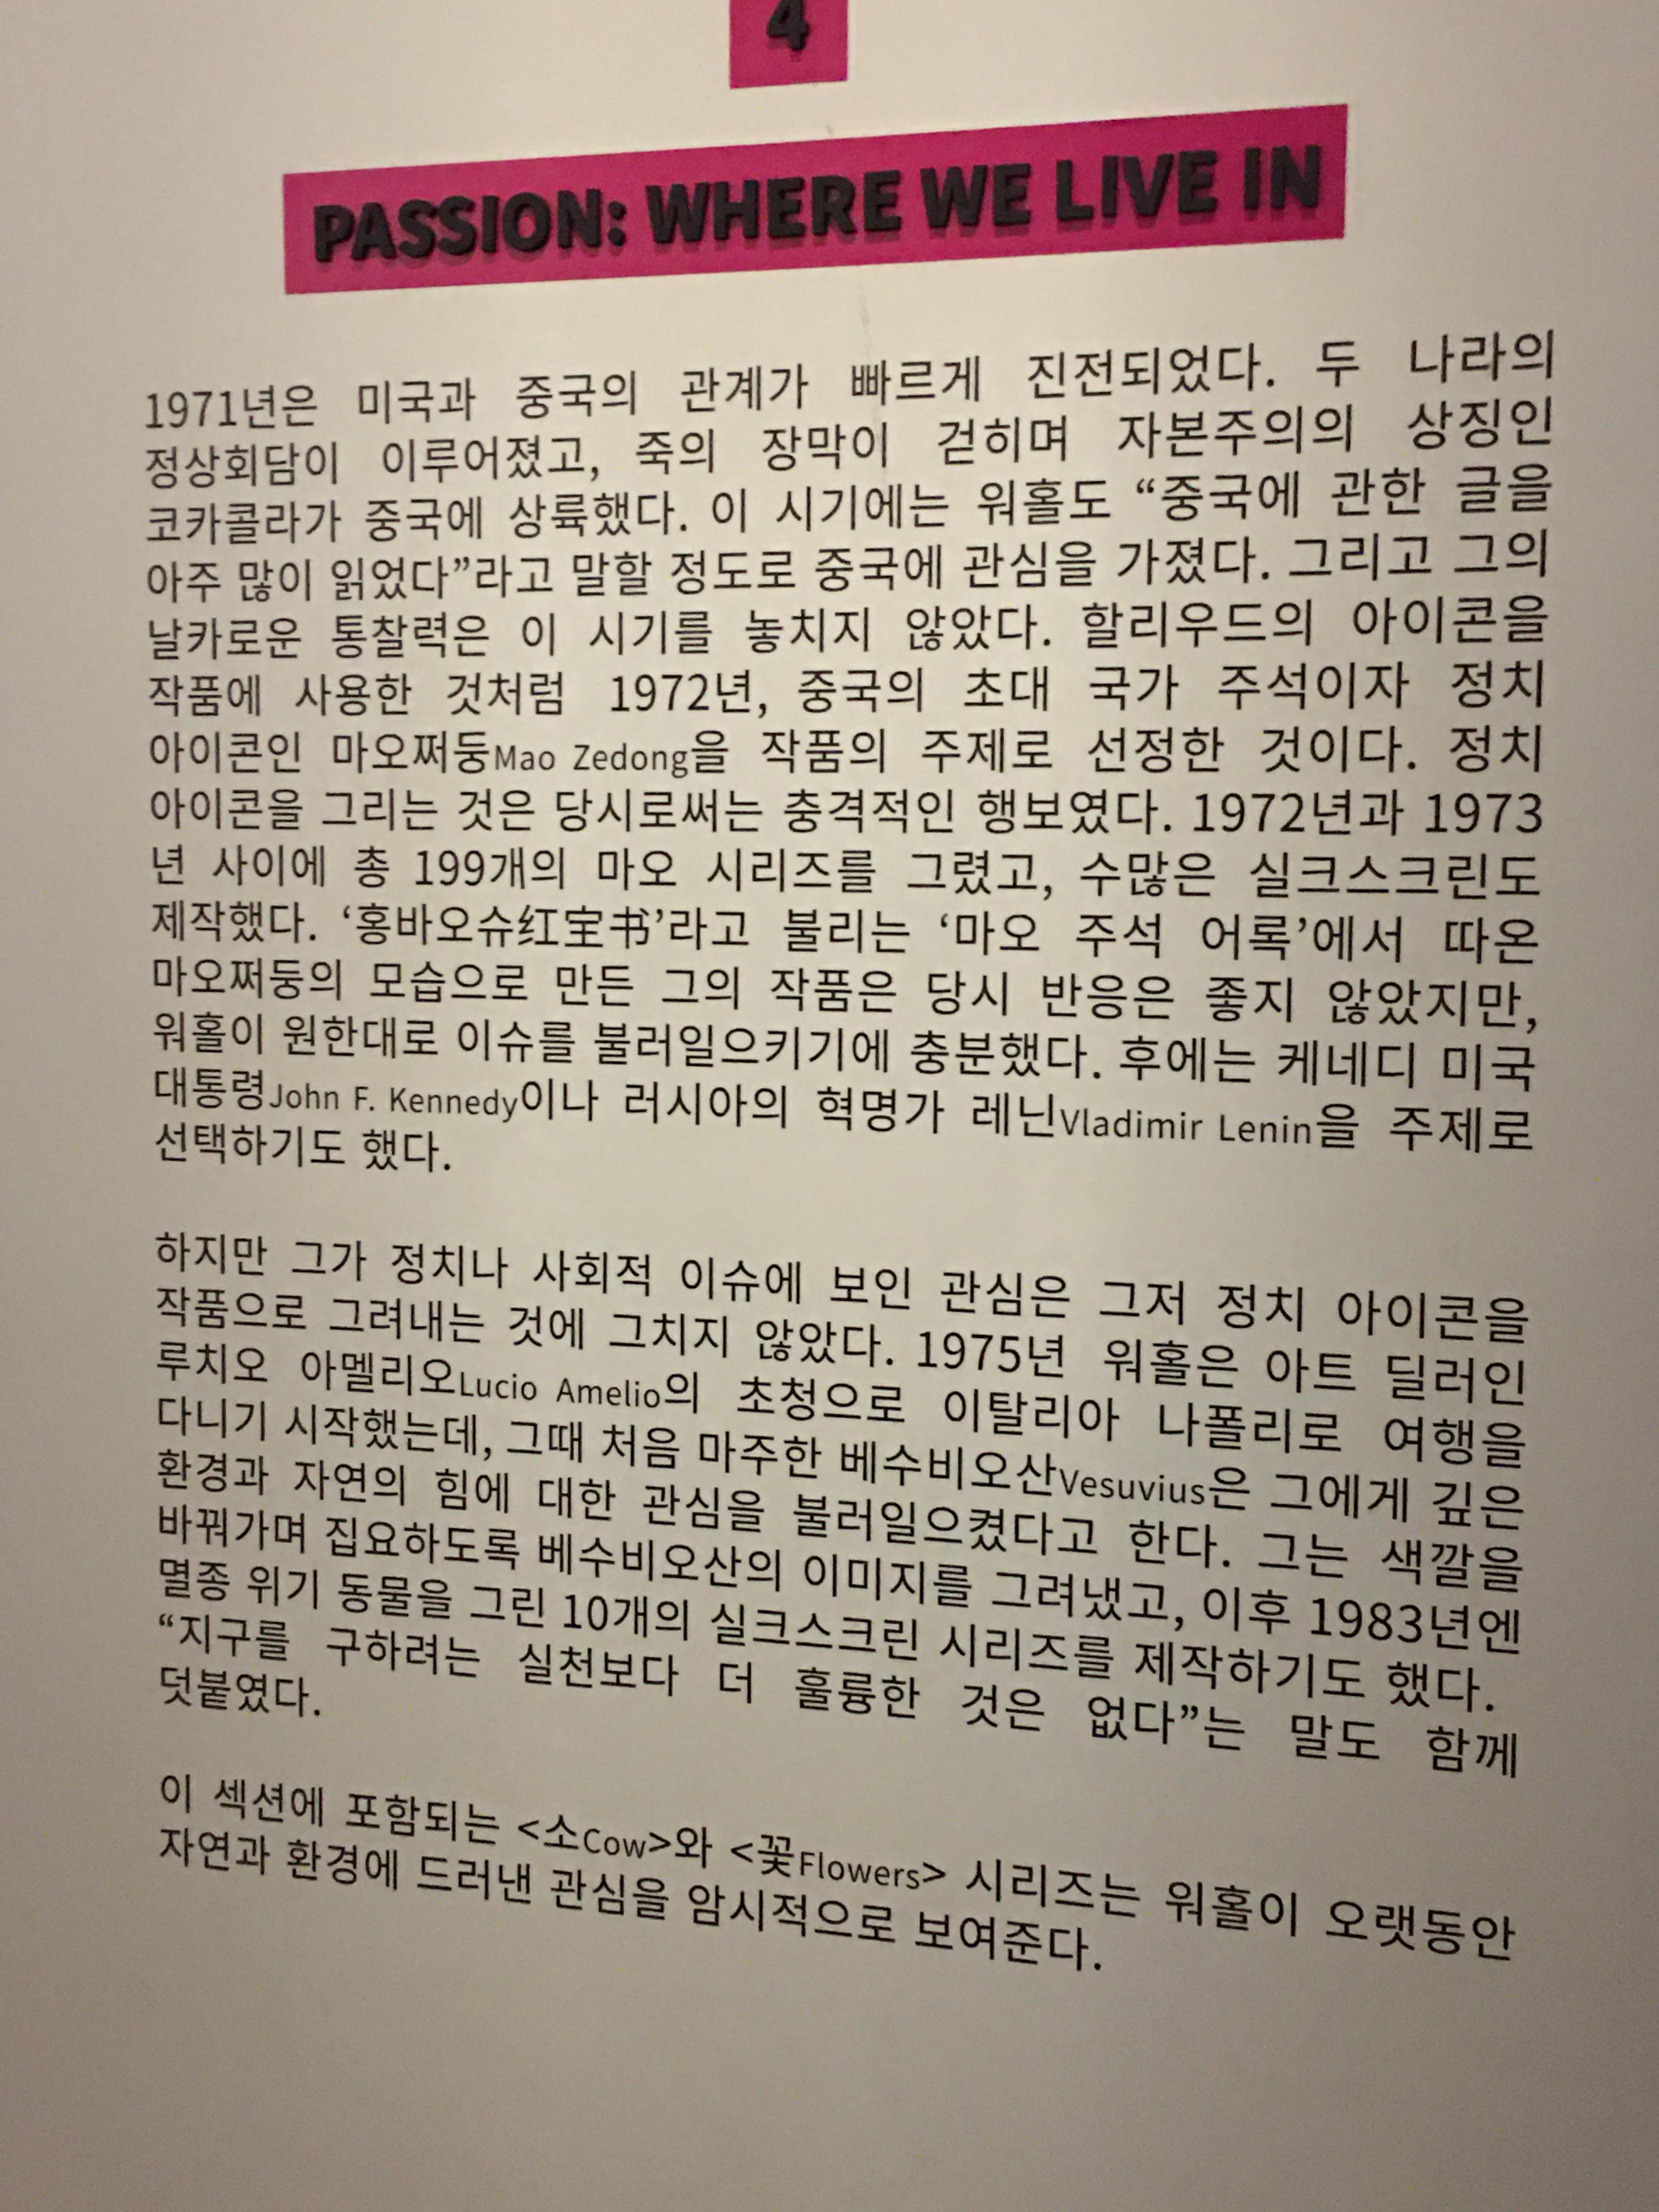 4
PASSION: WHERE WE LIVE IN
1971년은 미국과 중국의 관계가 빠르게 진전되었다. 두 나라의
정상회담이 이루어졌고, 죽의 장막이 걷히며 자본주의의 상징인
코카콜라가 중국에 상륙했다. 이 시기에는 워홀도 “중국에 관한 글을
아주 많이 읽었다”라고 말할 정도로 중국에 관심을 가졌다. 그리고 그의
날카로운 통찰력은 이 시기를 놓치지 않았다. 할리우드의 아이콘을
작품에 사용한 것처럼 1972년, 중국의 초대 국가 주석이자 정치
아이콘인 마오쩌둥Mao Zedong을 작품의 주제로 선정한 것이다. 정치
아이콘을 그리는 것은 당시로써는 충격적인 행보였다. 1972년과 1973
년 사이에 총 199개의 마오 시리즈를 그렸고, 수많은 실크스크린도
제작했다. ‘홍바오슈红宝书’라고 불리는 ‘마오 주석 어록’에서 따온
마오쩌둥의 모습으로 만든 그의 작품은 당시 반응은 좋지 않았지만,
워홀이 원한대로 이슈를 불러일으키기에 충분했다. 후에는 케네디 미국
대통령John F. Kennedy이나 러시아의 혁명가 레닌Vladimir Lenin을 주제로
선택하기도 했다.
하지만 그가 정치나 사회적 이슈에 보인 관심은 그저 정치 아이콘을
작품으로 그려내는 것에 그치지 않았다. 1975년 워홀은 아트 딜러인
루치오 아멜리오Lucio Amelio의 초청으로 이탈리아 나폴리로 여행을
다니기 시작했는데, 그때 처음 마주한 베수비오산Vesuvius은 그에게 깊은
환경과 자연의 힘에 대한 관심을 불러일으켰다고 한다. 그는 색깔을
바꿔가며 집요하도록 베수비오산의 이미지를 그려냈고, 이후 1983년엔
멸종 위기 동물을 그린 10개의 실크스크린 시리즈를 제작하기도 했다.
“지구를 구하려는 실천보다 더 훌륭한 것은 없다”는 말도 함께
덧붙였다.
이 섹션에 포함되는 <소Cow>와 <꽃Flowers> 시리즈는 워홀이 오랫동안
자연과 환경에 드러낸 관심을 암시적으로 보여준다.